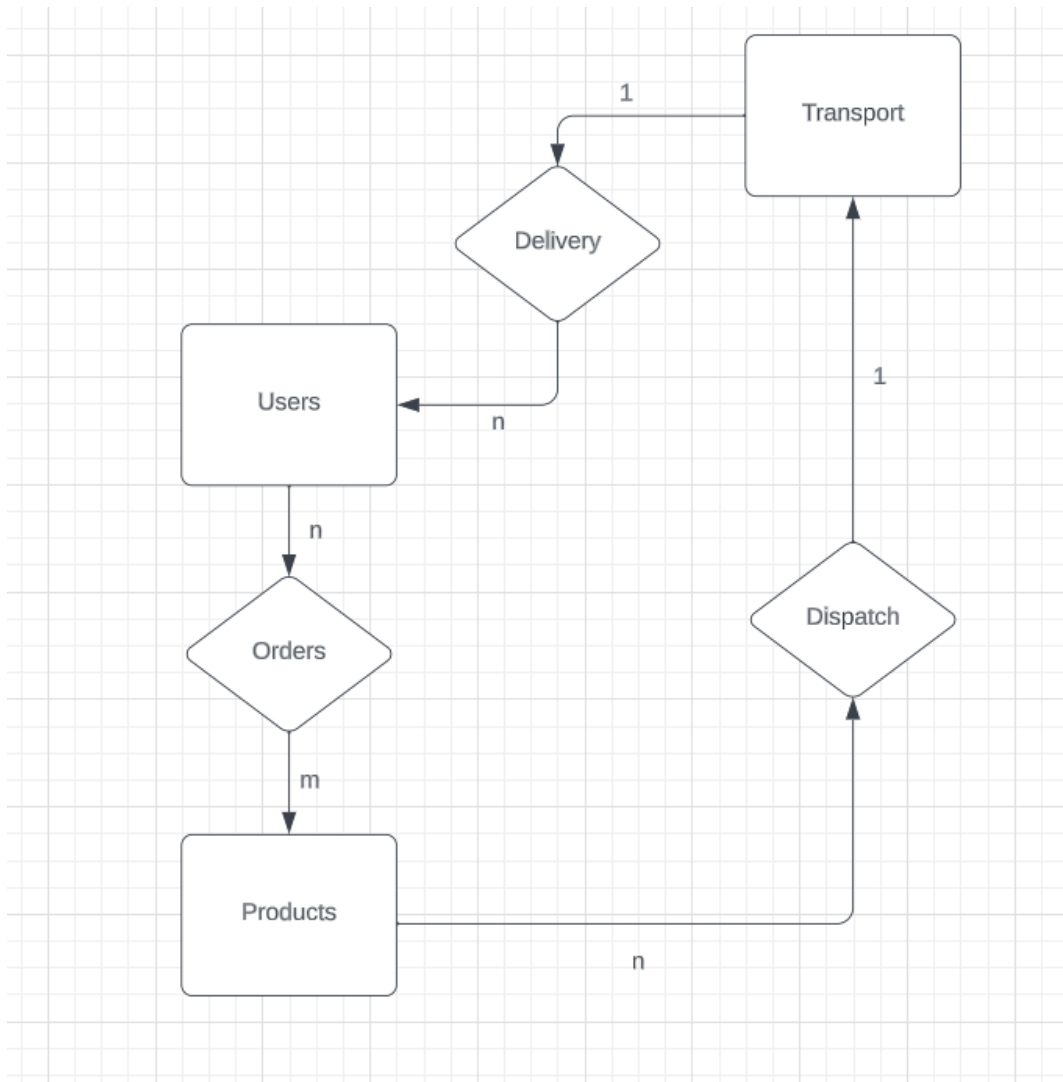 1
Transport
Delivery
Users
n
1
n
Orders
Dispatch
m
Products
n